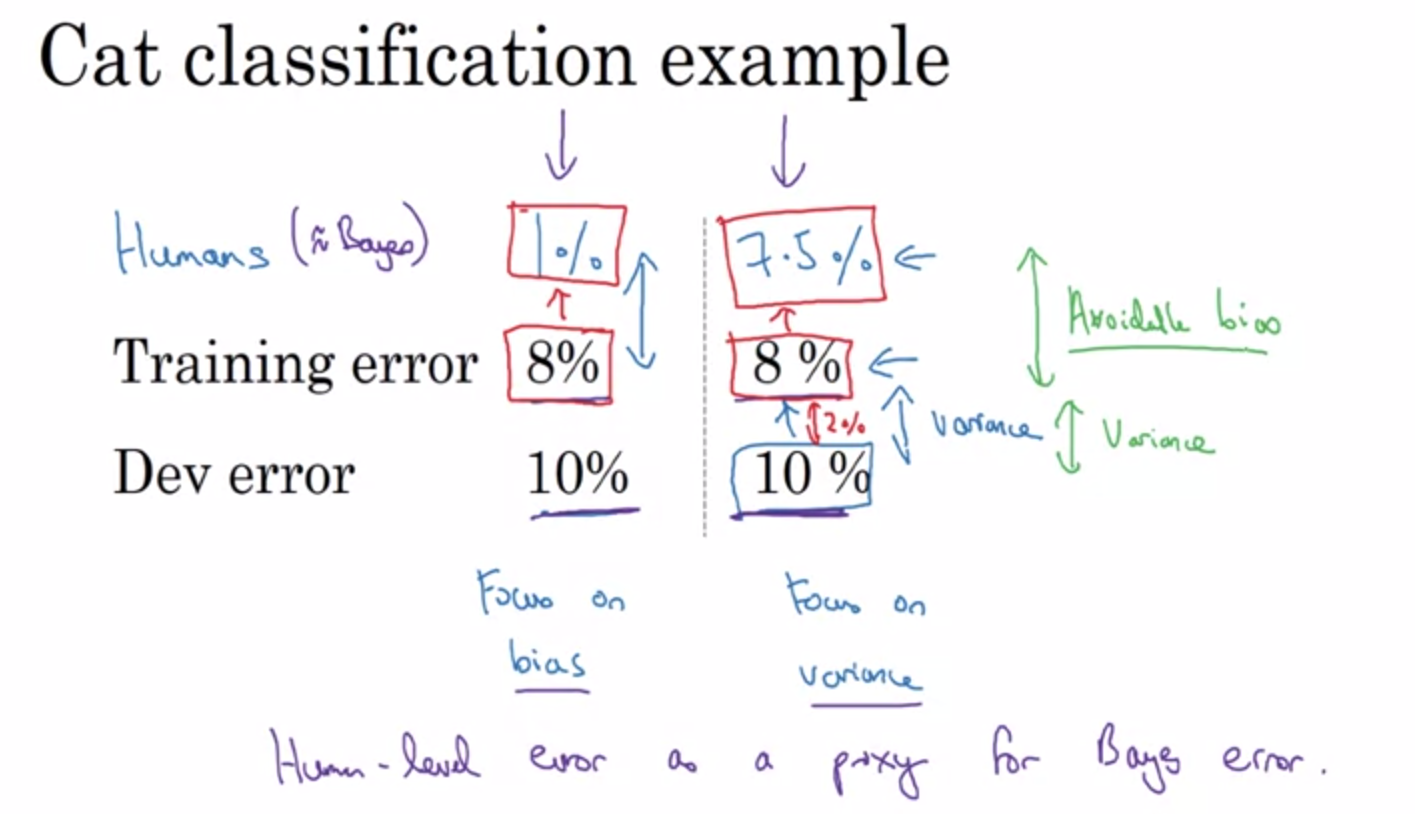 Cat classification example
Humans (≈ Bayes) 1% 7.5%
Avoidable bias
Training error 8% 8 %
2% Variance Variance
Dev error 10% 10 %
Focus on Focus on
bias variance
Human-level error as a proxy for Bayes error.